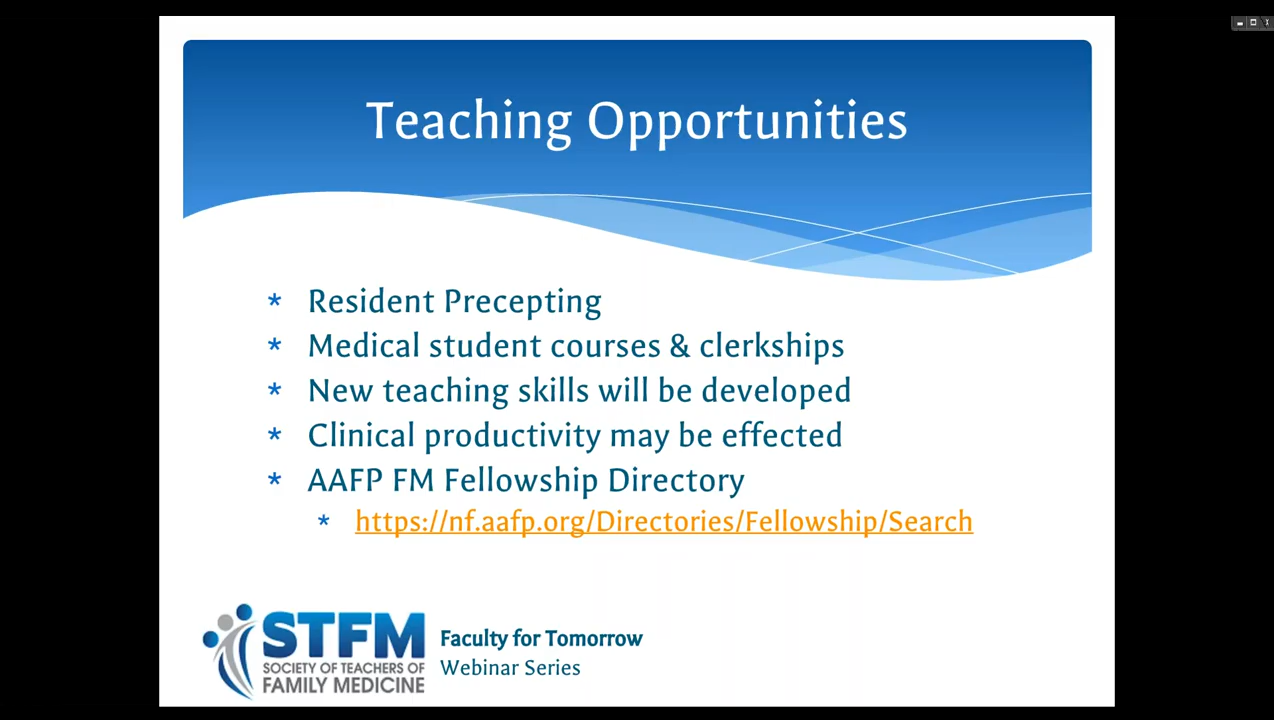 Teaching Opportunities
* Resident Precepting
* Medical student courses & clerkships
* New teaching skills will be developed
* Clinical productivity may be effected
* AAFP FM Fellowship Directory
* https://nf.aafp.org/Directories/Fellowship/Search
STFM
SOCIETY OF TEACHERS OF
FAMILY MEDICINE
Faculty for Tomorrow
Webinar Series